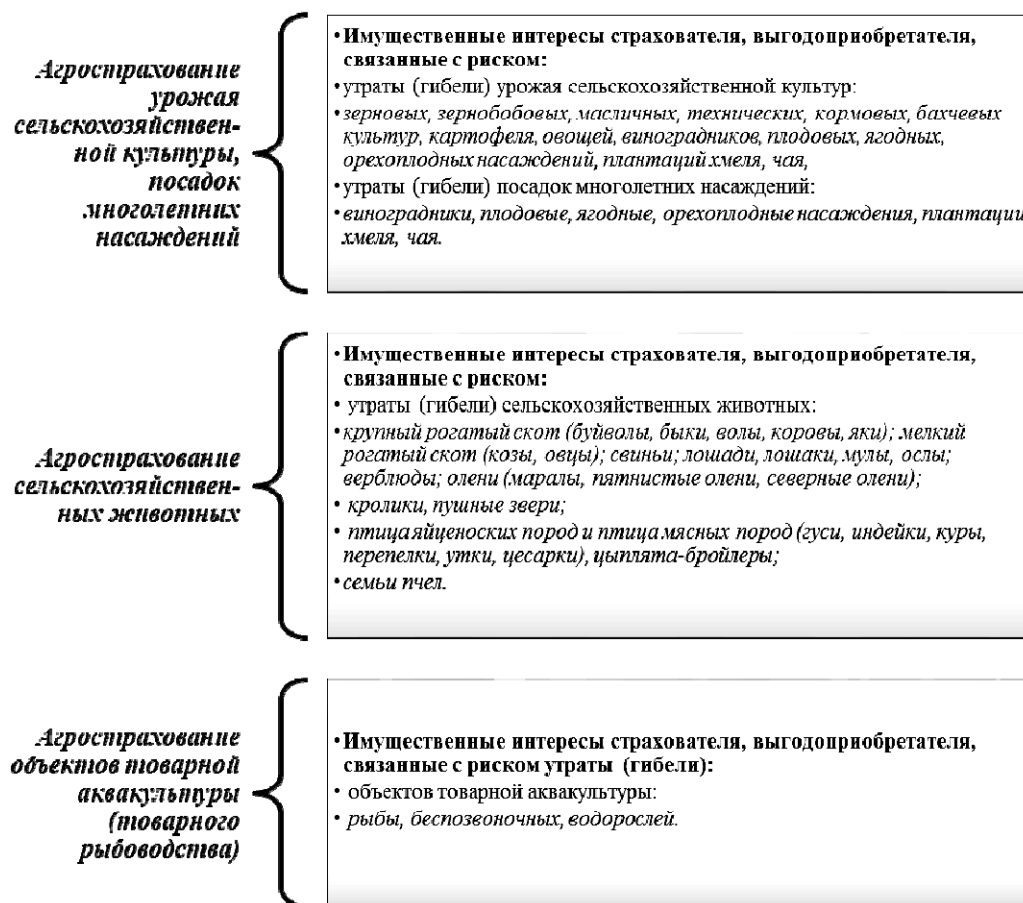 Агрострахование
урожая
сельскохозяйствен-
ной культуры,
посадок
многолетних
насаждений
•Имущественные интересы страхователя, выгодоприобретателя,
связанные с риском:
•утраты (гибели) урожая сельскохозяйственной культур:
•зерновых, зернобобовых, масличных, технических, кормовых, бахчевых
культур, картофеля, овощей, виноградников, плодовых, ягодных,
орехоплодных насаждений, плантаций хмеля, чая,
•утраты (гибели) посадок многолетних насаждений:
•виноградники, плодовые, ягодные, орехоплодные насаждения, плантации
хмеля, чая.
Агрострахование
сельскохозяйствен-
ных животных
•Имущественные интересы страхователя, выгодоприобретателя,
связанные с риском:
• утраты (гибели) сельскохозяйственных животных:
•крупный рогатый скот (буйволы, быки, волы, коровы, яки); мелкий
рогатый скот (козы, овцы); свиньи; лошади, лошаки, мулы, ослы;
верблюды; олени (маралы, пятнистые олени, северные олени);
• кролики, пушные звери;
• птица яйценоских пород и птица мясных пород (гуси, индейки, куры,
перепелки, утки, цесарки), цыплята-бройлеры;
•семьи пчел.
Агрострахование
объектов товарной
аквакультуры
(товарного
рыбоводства)
•Имущественные интересы страхователя, выгодоприобретателя,
связанные с риском утраты (гибели):
• объектов товарной аквакультуры:
• рыбы, беспозвоночных, водорослей.